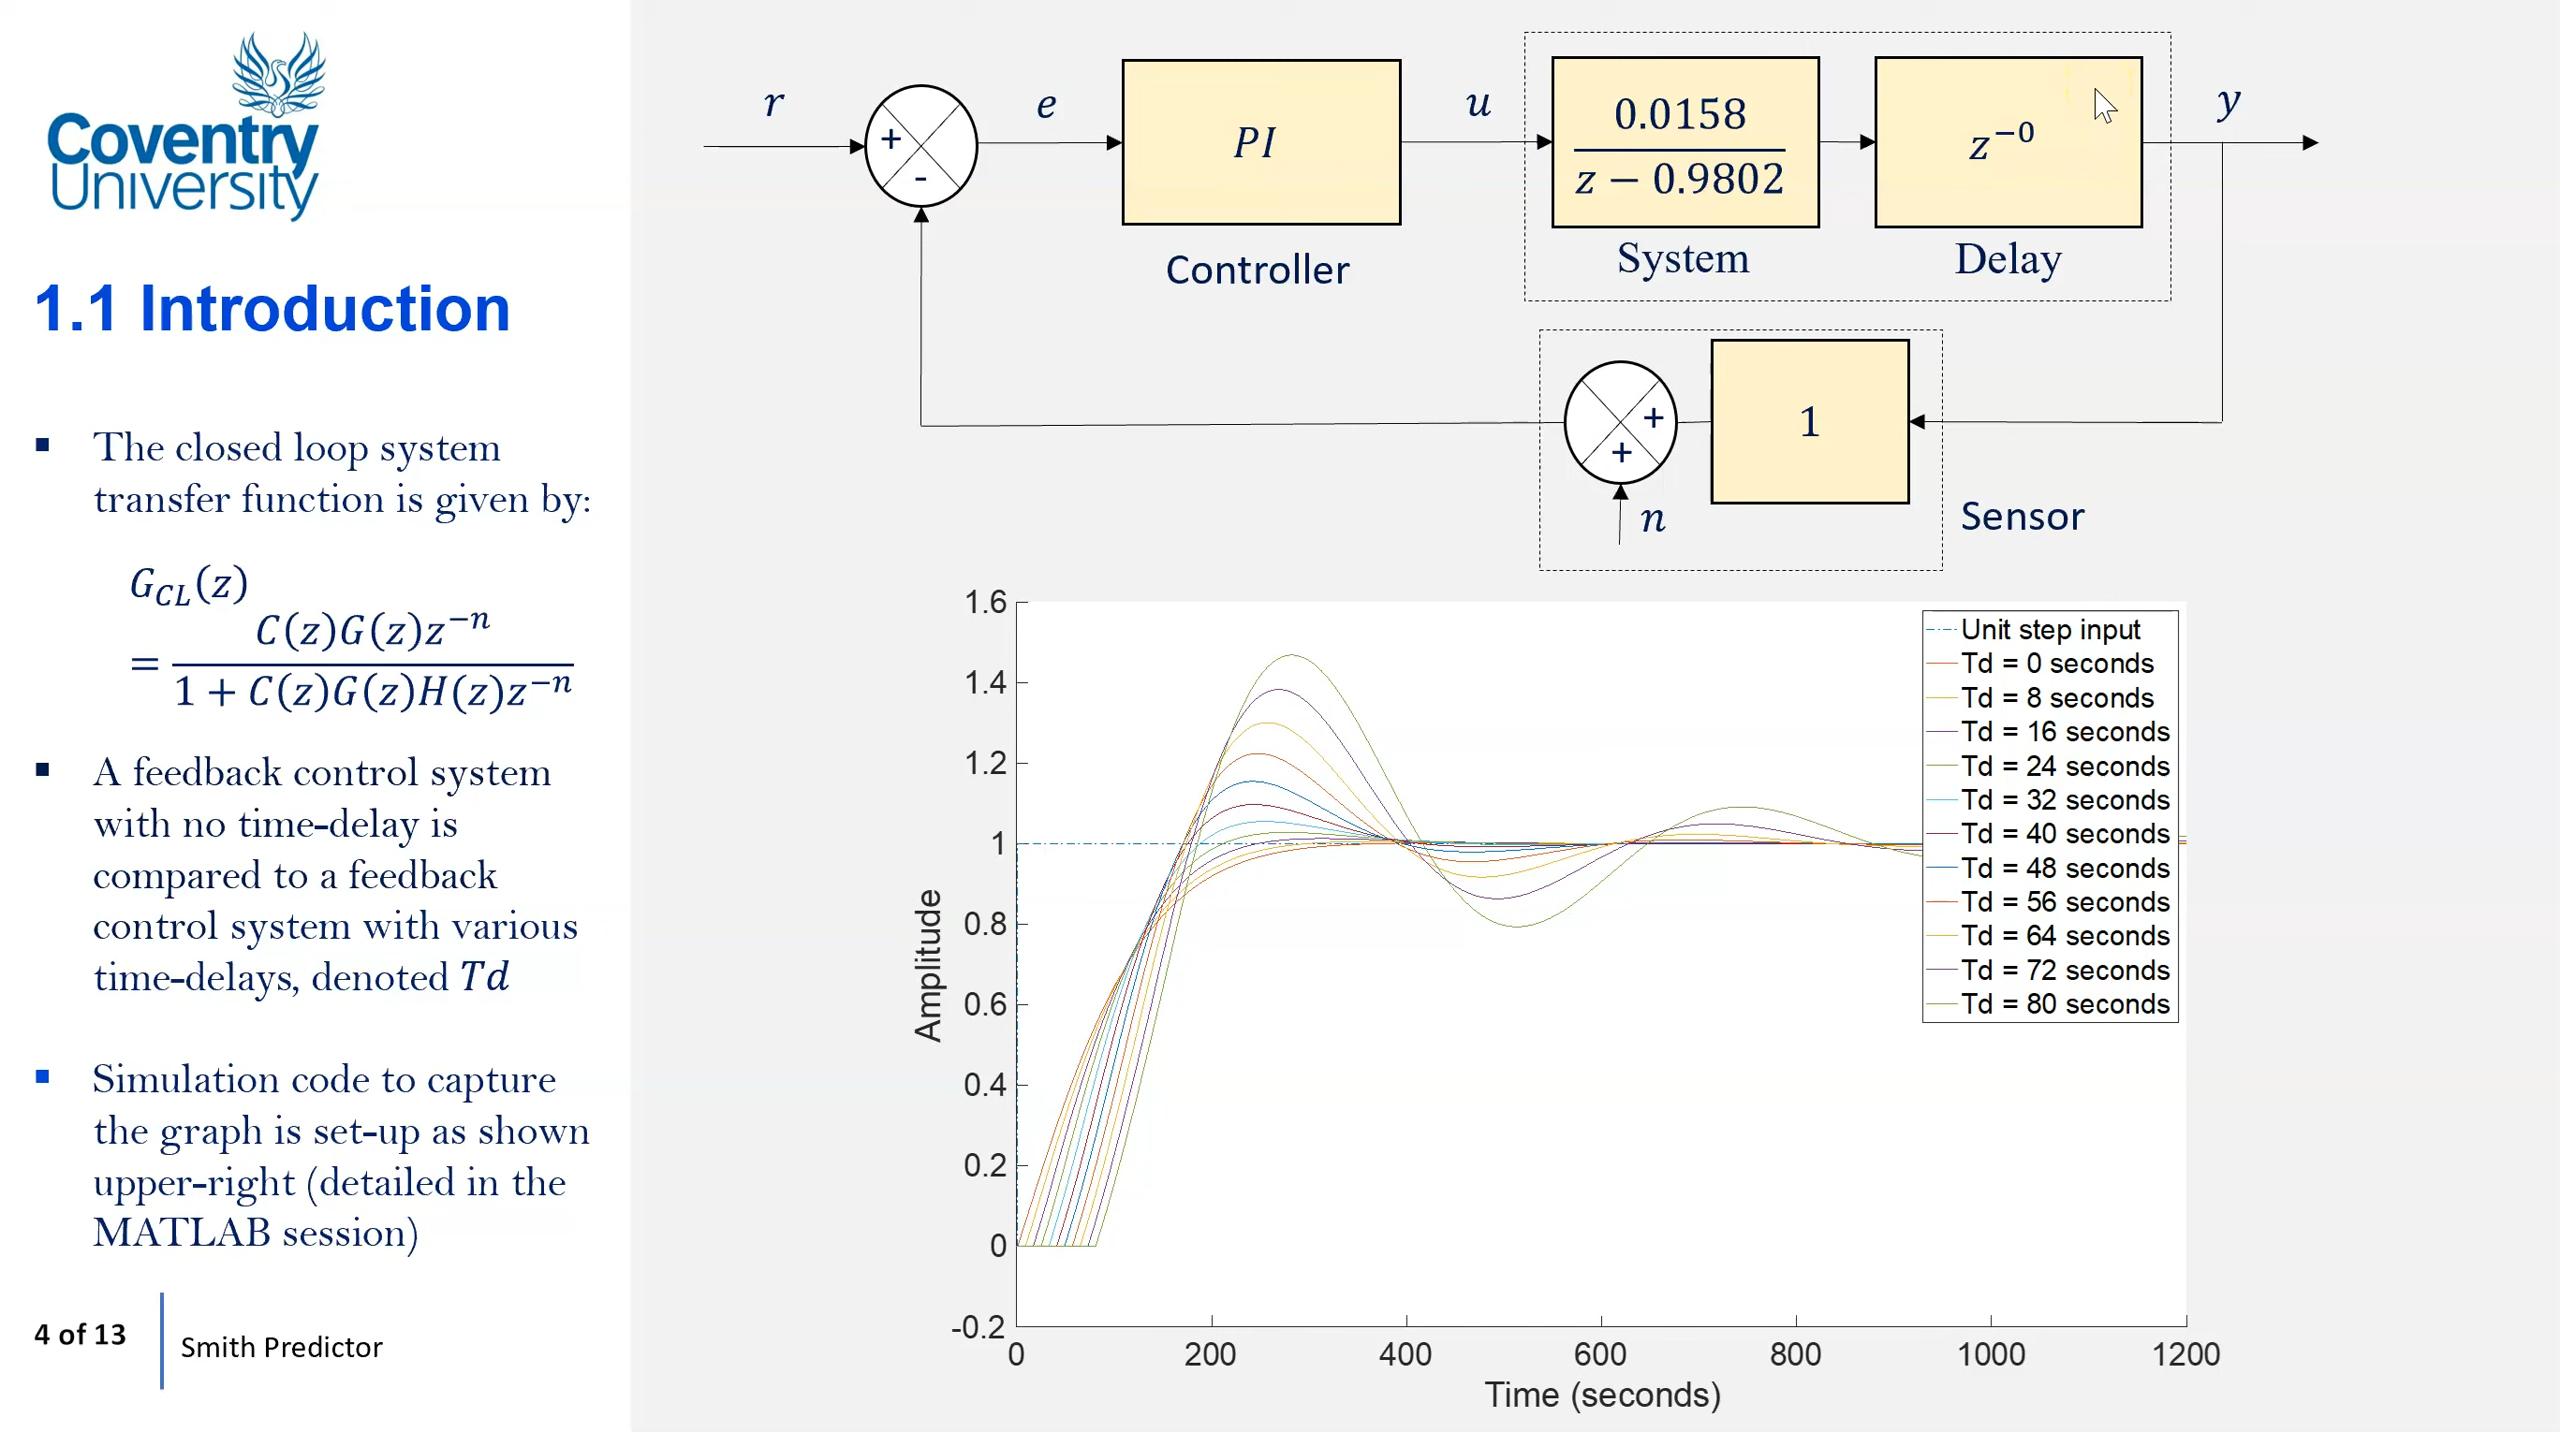 Coventry
University
1.1 Introduction
▪ The closed loop system
transfer function is given by:
G_CL(z)
= C(z)G(z)z^−n / 1 + C(z)G(z)H(z)z^−n
▪ A feedback control system
with no time-delay is
compared to a feedback
control system with various
time-delays, denoted Td
▪ Simulation code to capture
the graph is set-up as shown
upper-right (detailed in the
MATLAB session)
4 of 13
Smith Predictor
r
+
-
e
PI
Controller
u
0.0158 / z − 0.9802
System
z^−0
Delay
y
+
+
n
1
Sensor
1.6
1.4
1.2
1
0.8
0.6
0.4
0.2
0
-0.2
Amplitude
Unit step input
Td = 0 seconds
Td = 8 seconds
Td = 16 seconds
Td = 24 seconds
Td = 32 seconds
Td = 40 seconds
Td = 48 seconds
Td = 56 seconds
Td = 64 seconds
Td = 72 seconds
Td = 80 seconds
0 200 400 600 800 1000 1200
Time (seconds)